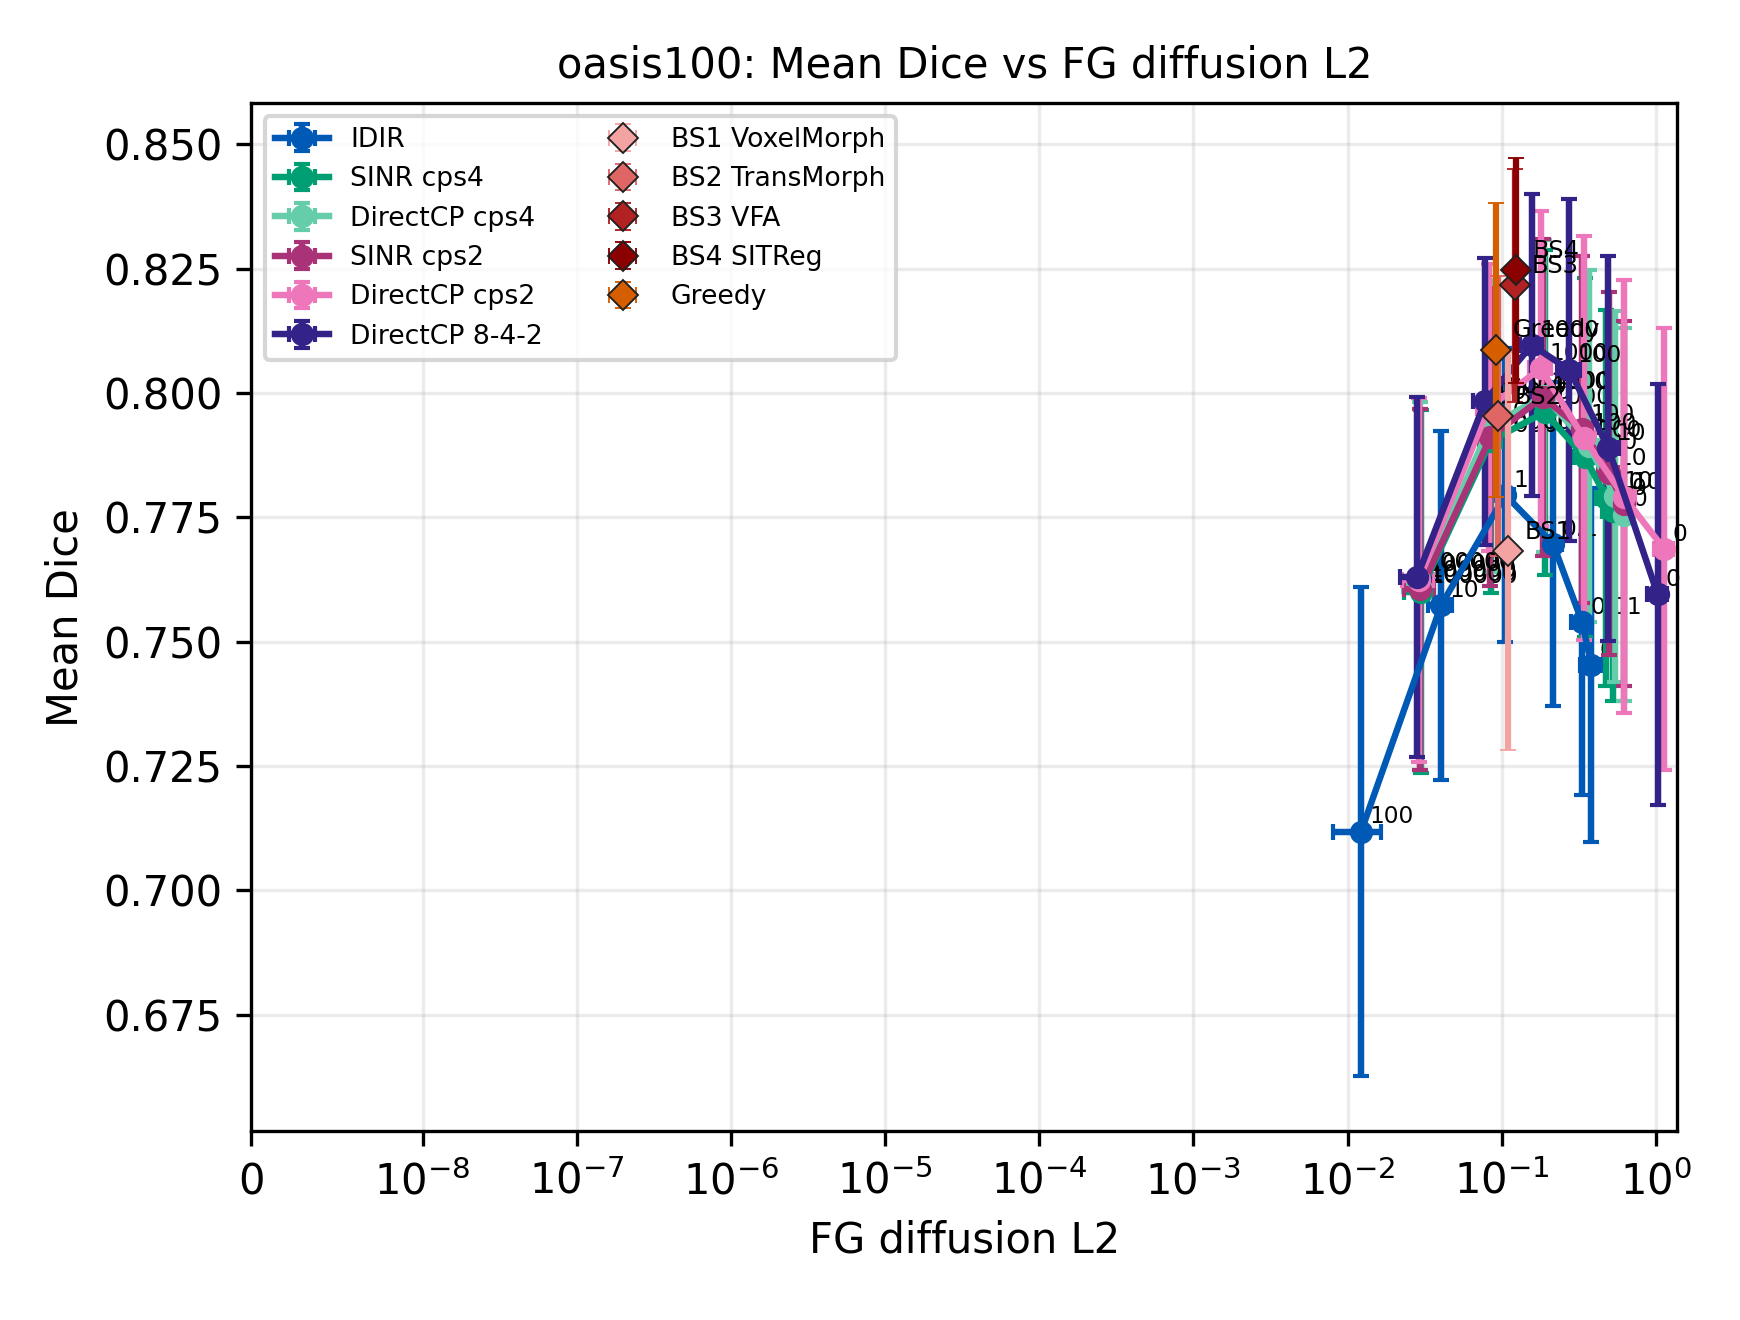 oasis100: Mean Dice vs FG diffusion L2
Mean Dice
0.850
0.825
0.800
0.775
0.750
0.725
0.700
0.675
IDIR
SINR cps4
DirectCP cps4
SINR cps2
DirectCP cps2
DirectCP 8-4-2
BS1 VoxelMorph
BS2 TransMorph
BS3 VFA
BS4 SITReg
Greedy
BS4
BS3
Greedy
BS2
1
BS1
10
100
0
0
0 10⁻⁸ 10⁻⁷ 10⁻⁶ 10⁻⁵ 10⁻⁴ 10⁻³ 10⁻² 10⁻¹ 10⁰
FG diffusion L2